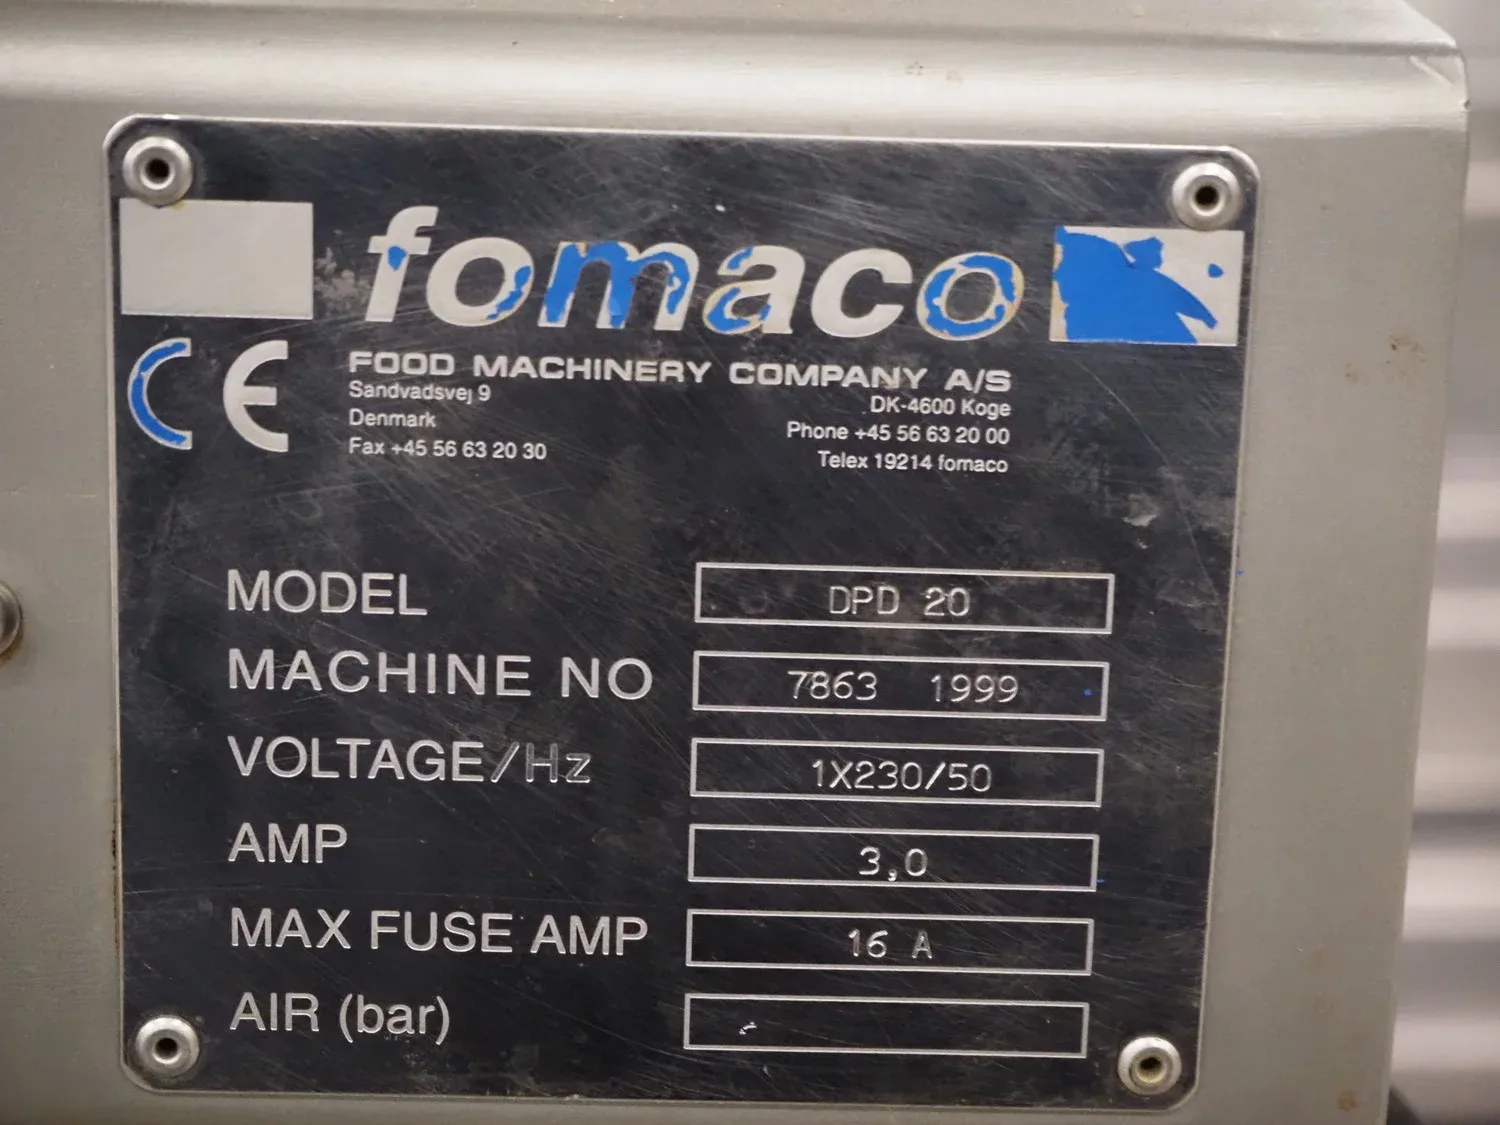 fomaco
CE
FOOD MACHINERY COMPANY A/S
Sandvadsvej 9
DK-4600 Koge
Denmark
Phone +45 56 63 20 00
Fax +45 56 63 20 30
Telex 19214 fomaco
MODEL DPD 20
MACHINE NO 7863 1999
VOLTAGE/Hz 1X230/50
AMP 3,0
MAX FUSE AMP 16 A
AIR (bar)